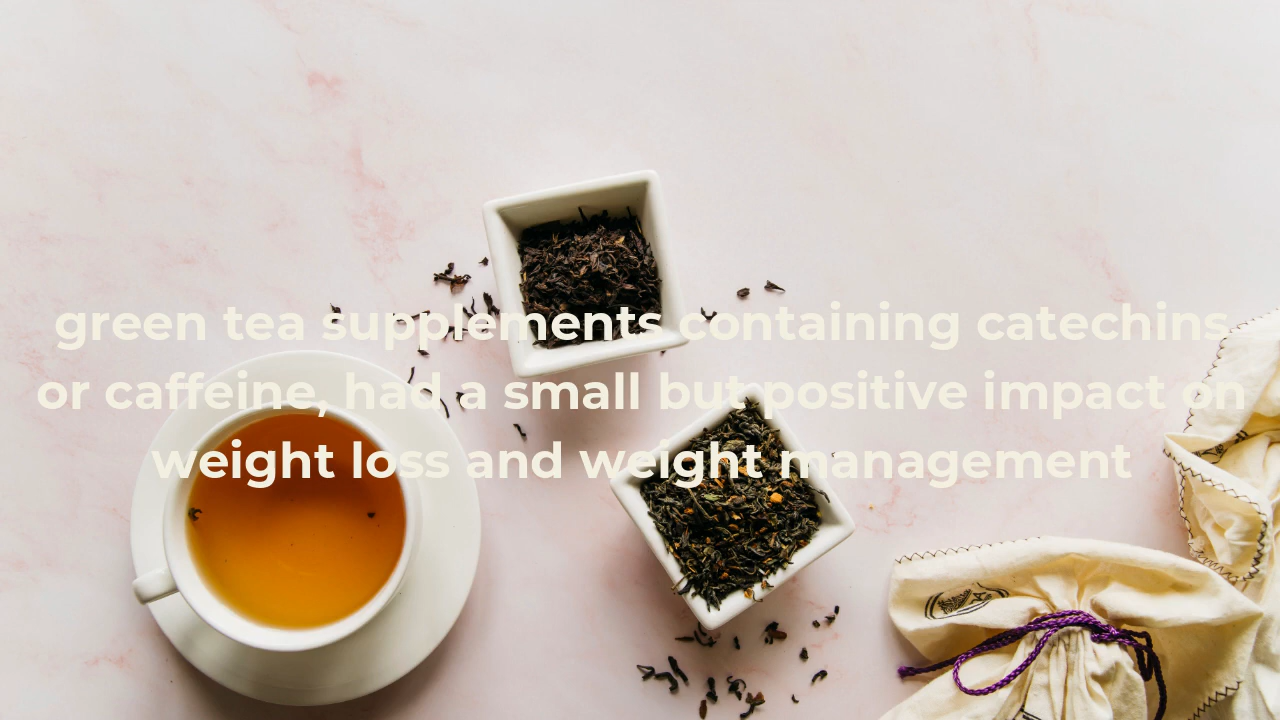 green tea supplements containing catechins
or caffeine, had a small but positive impact on
weight loss and weight management